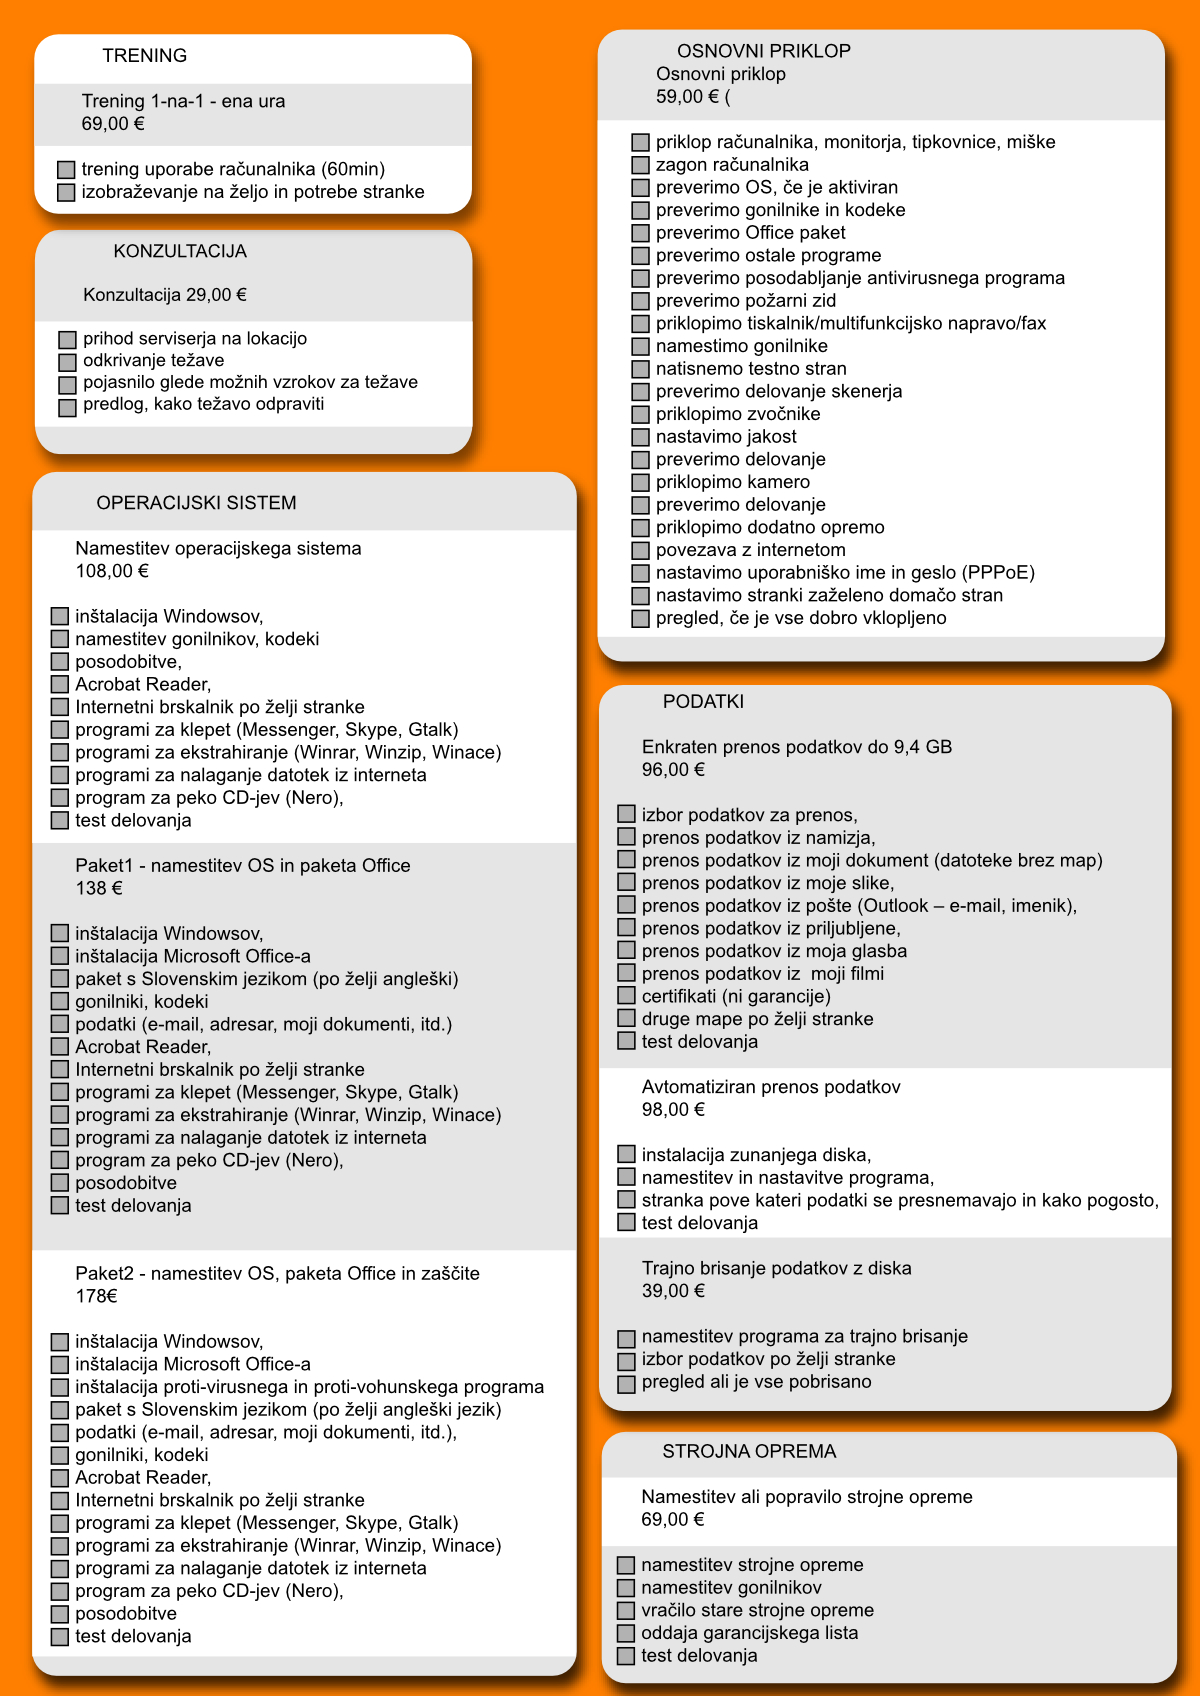 TRENING
Trening 1-na-1 - ena ura
69,00 €
trening uporabe računalnika (60min)
izobraževanje na željo in potrebe stranke
KONZULTACIJA
Konzultacija 29,00 €
prihod serviserja na lokacijo
odkrivanje težave
pojasnilo glede možnih vzrokov za težave
predlog, kako težavo odpraviti
OPERACIJSKI SISTEM
Namestitev operacijskega sistema
108,00 €
inštalacija Windowsov,
namestitev gonilnikov, kodeki
posodobitve,
Acrobat Reader,
Internetni brskalnik po želji stranke
programi za klepet (Messenger, Skype, Gtalk)
programi za ekstrahiranje (Winrar, Winzip, Winace)
programi za nalaganje datotek iz interneta
program za peko CD-jev (Nero),
test delovanja
Paket1 - namestitev OS in paketa Office
138 €
inštalacija Windowsov,
inštalacija Microsoft Office-a
paket s Slovenskim jezikom (po želji angleški)
gonilniki, kodeki
podatki (e-mail, adresar, moji dokumenti, itd.)
Acrobat Reader,
Internetni brskalnik po želji stranke
programi za klepet (Messenger, Skype, Gtalk)
programi za ekstrahiranje (Winrar, Winzip, Winace)
programi za nalaganje datotek iz interneta
program za peko CD-jev (Nero),
posodobitve
test delovanja
Paket2 - namestitev OS, paketa Office in zaščite
178€
inštalacija Windowsov,
inštalacija Microsoft Office-a
inštalacija proti-virusnega in proti-vohunskega programa
paket s Slovenskim jezikom (po želji angleški jezik)
podatki (e-mail, adresar, moji dokumenti, itd.),
gonilniki, kodeki
Acrobat Reader,
Internetni brskalnik po želji stranke
programi za klepet (Messenger, Skype, Gtalk)
programi za ekstrahiranje (Winrar, Winzip, Winace)
programi za nalaganje datotek iz interneta
program za peko CD-jev (Nero),
posodobitve
test delovanja
OSNOVNI PRIKLOP
Osnovni priklop
59,00 € (
priklop računalnika, monitorja, tipkovnice, miške
zagon računalnika
preverimo OS, če je aktiviran
preverimo gonilnike in kodeke
preverimo Office paket
preverimo ostale programe
preverimo posodabljanje antivirusnega programa
preverimo požarni zid
priklopimo tiskalnik/multifunkcijsko napravo/fax
namestimo gonilnike
natisnemo testno stran
preverimo delovanje skenerja
priklopimo zvočnike
nastavimo jakost
preverimo delovanje
priklopimo kamero
preverimo delovanje
priklopimo dodatno opremo
povezava z internetom
nastavimo uporabniško ime in geslo (PPPoE)
nastavimo stranki zaželeno domačo stran
pregled, če je vse dobro vklopljeno
PODATKI
Enkraten prenos podatkov do 9,4 GB
96,00 €
izbor podatkov za prenos,
prenos podatkov iz namizja,
prenos podatkov iz moji dokument (datoteke brez map)
prenos podatkov iz moje slike,
prenos podatkov iz pošte (Outlook – e-mail, imenik),
prenos podatkov iz priljubljene,
prenos podatkov iz moja glasba
prenos podatkov iz  moji filmi
certifikati (ni garancije)
druge mape po želji stranke
test delovanja
Avtomatiziran prenos podatkov
98,00 €
instalacija zunanjega diska,
namestitev in nastavitve programa,
stranka pove kateri podatki se presnemavajo in kako pogosto,
test delovanja
Trajno brisanje podatkov z diska
39,00 €
namestitev programa za trajno brisanje
izbor podatkov po želji stranke
pregled ali je vse pobrisano
STROJNA OPREMA
Namestitev ali popravilo strojne opreme
69,00 €
namestitev strojne opreme
namestitev gonilnikov
vračilo stare strojne opreme
oddaja garancijskega lista
test delovanja